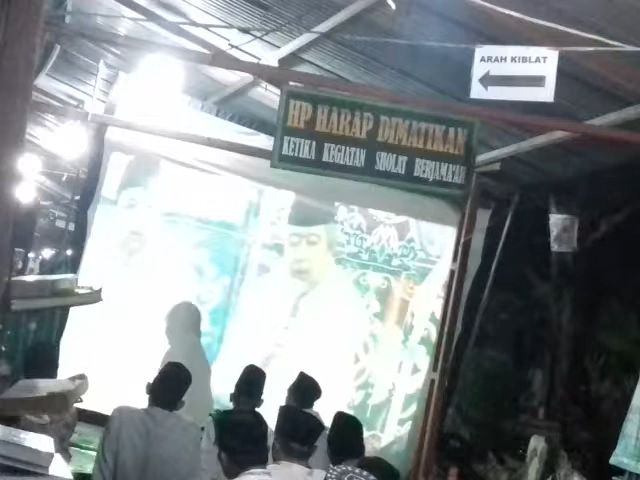 ARAH KIBLAT
HP HARAP DIMATIKAN
KETIKA KEGIATAN SHOLAT BERJAMA'AH